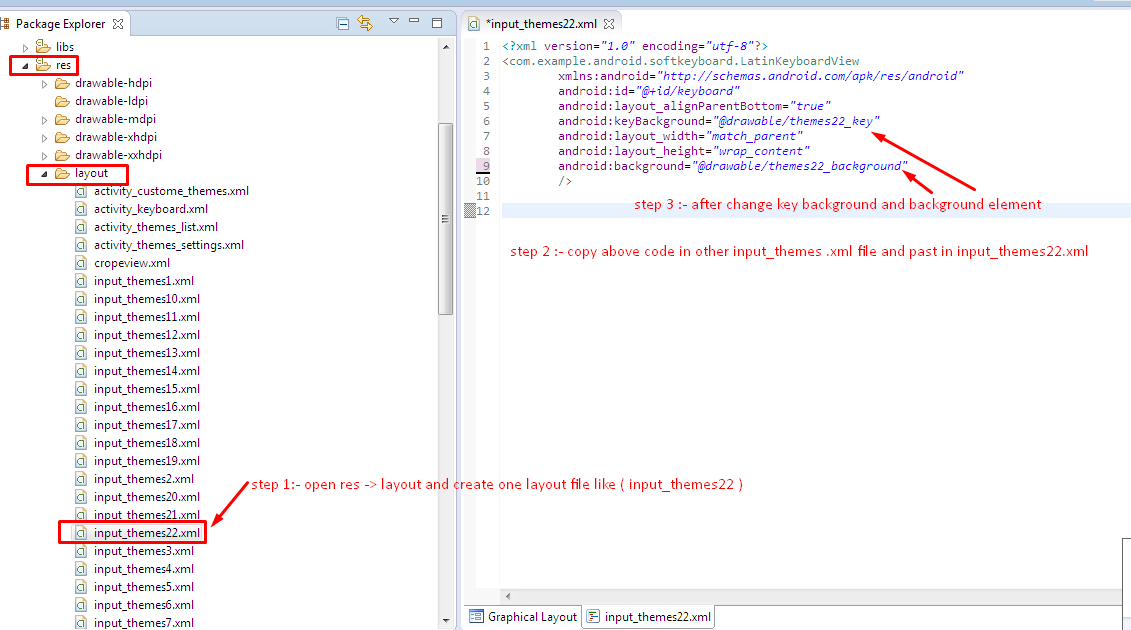 Package Explorer
libs
res
drawable-hdpi
drawable-ldpi
drawable-mdpi
drawable-xhdpi
drawable-xxhdpi
layout
activity_custome_themes.xml
activity_keyboard.xml
activity_themes_list.xml
activity_themes_settings.xml
cropeview.xml
input_themes1.xml
input_themes10.xml
input_themes11.xml
input_themes12.xml
input_themes13.xml
input_themes14.xml
input_themes15.xml
input_themes16.xml
input_themes17.xml
input_themes18.xml
input_themes19.xml
input_themes2.xml
input_themes20.xml
input_themes21.xml
input_themes22.xml
input_themes3.xml
input_themes4.xml
input_themes5.xml
input_themes6.xml
input_themes7.xml
*input_themes22.xml
1 <?xml version="1.0" encoding="utf-8"?>
2 <com.example.android.softkeyboard.LatinKeyboardView
3 xmlns:android="http://schemas.android.com/apk/res/android"
4 android:id="@+id/keyboard"
5 android:layout_alignParentBottom="true"
6 android:keyBackground="@drawable/themes22_key"
7 android:layout_width="match_parent"
8 android:layout_height="wrap_content"
9 android:background="@drawable/themes22_background"
10 />
11
12
step 3 :- after change key background and background element
step 2 :- copy above code in other input_themes .xml file and past in input_themes22.xml
step 1:- open res -> layout and create one layout file like ( input_themes22 )
Graphical Layout
input_themes22.xml